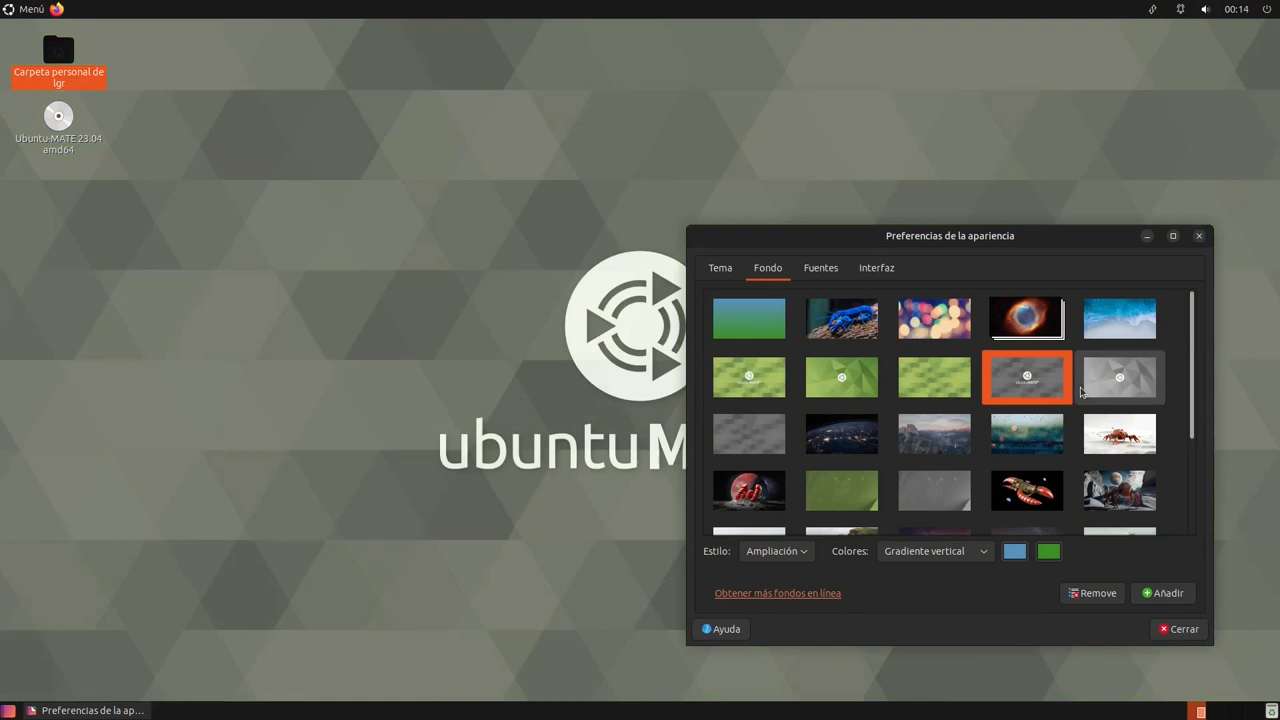 Menú
00:14
Carpeta personal de
lgr
Ubuntu-MATE 23.04
amd64
ubuntu M
Preferencias de la apariencia
Tema
Fondo
Fuentes
Interfaz
Estilo:
Ampliación
Colores:
Gradiente vertical
Obtener más fondos en línea
Remove
Añadir
Ayuda
Cerrar
Preferencias de la ap...